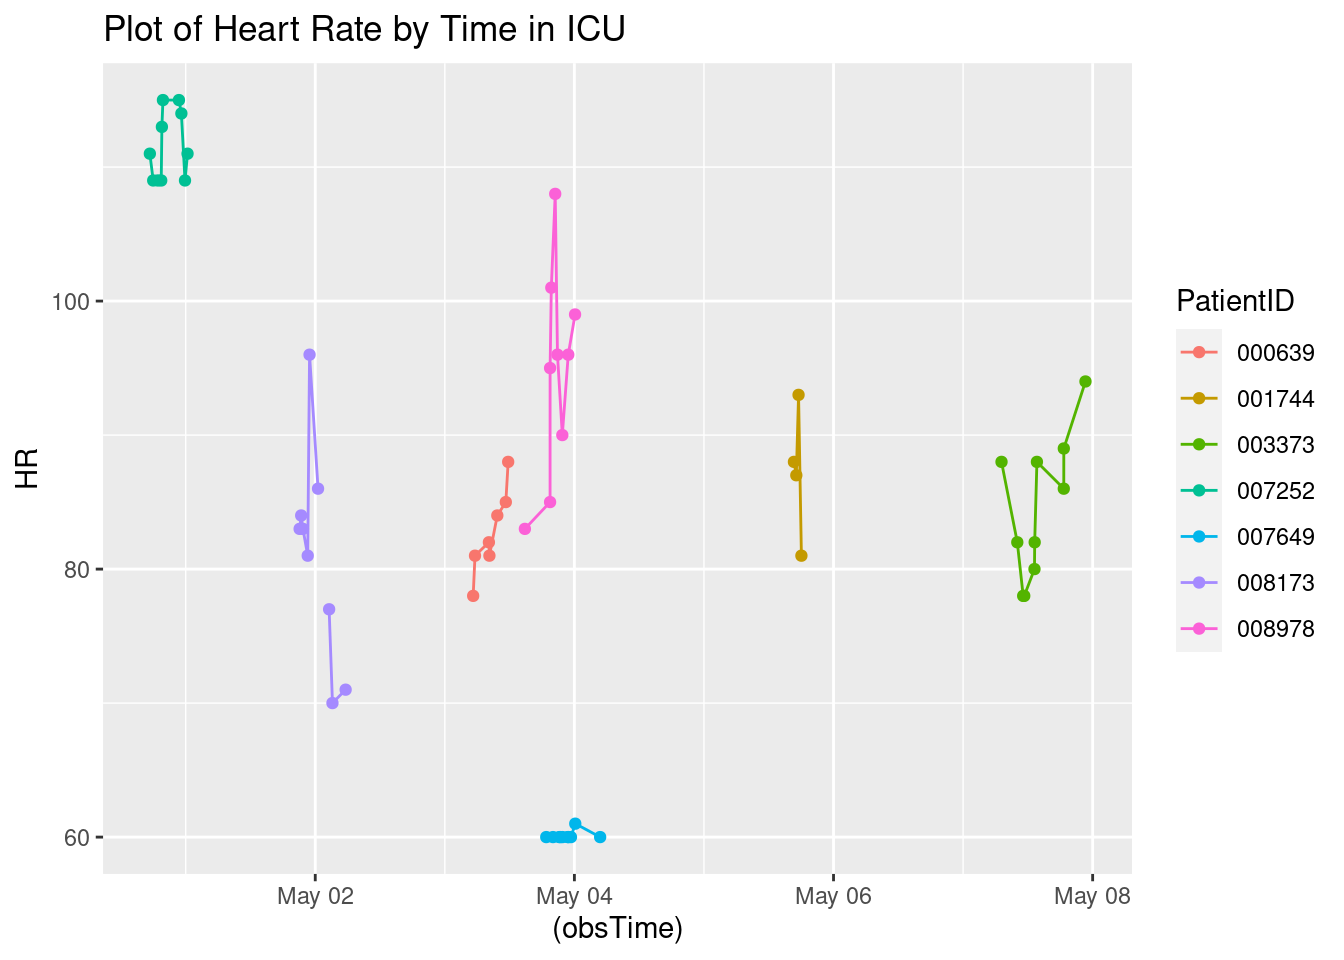 Plot of Heart Rate by Time in ICU
HR
100
80
60
May 02
May 04
May 06
May 08
(obsTime)
PatientID
000639
001744
003373
007252
007649
008173
008978